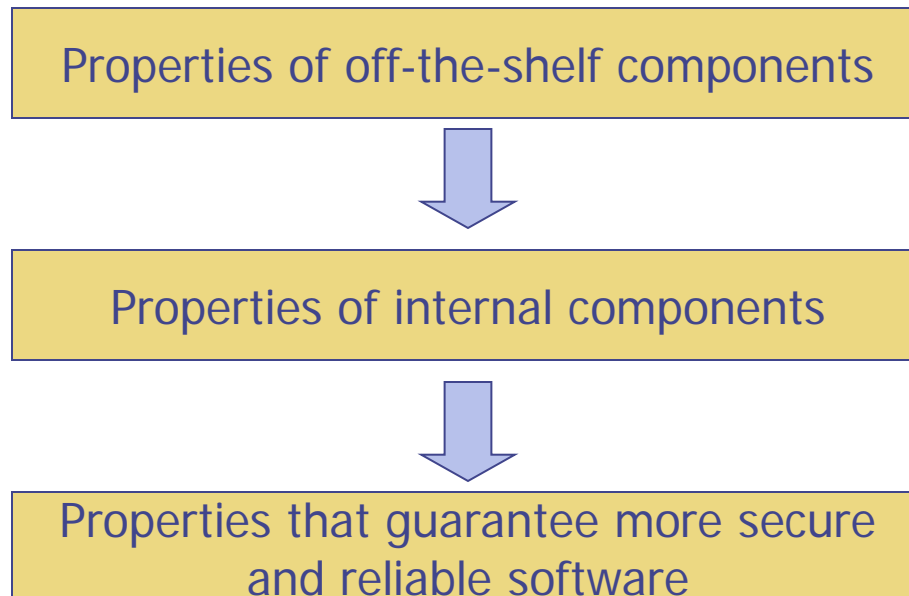 Properties of off-the-shelf components
Properties of internal components
Properties that guarantee more secure
and reliable software